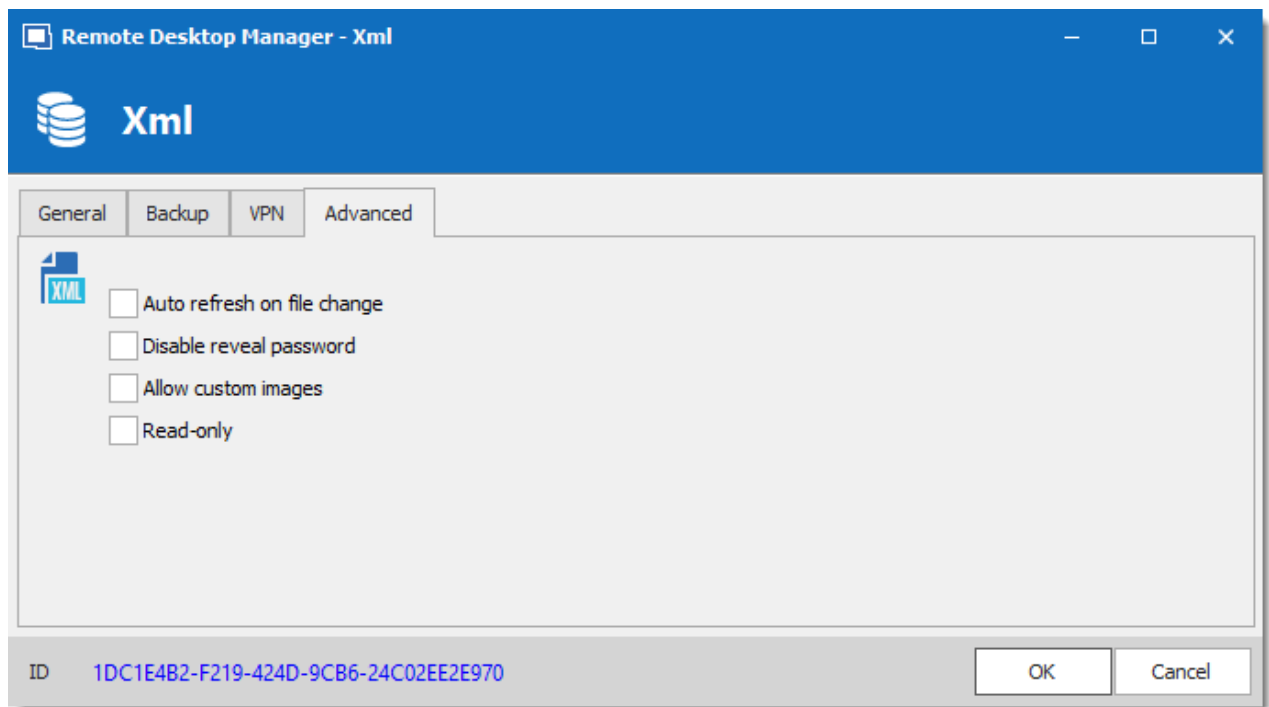 Remote Desktop Manager - Xml
Xml
General Backup VPN Advanced
XML
Auto refresh on file change
Disable reveal password
Allow custom images
Read-only
ID 1DC1E4B2-F219-424D-9CB6-24C02EE2E970 OK Cancel